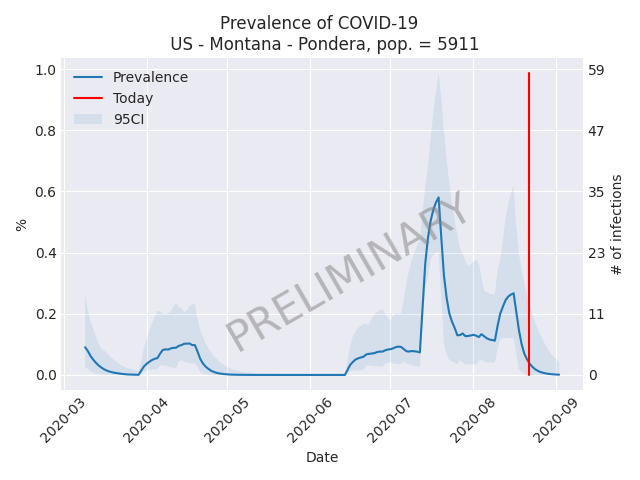 Prevalence of COVID-19
US - Montana - Pondera, pop. = 5911
Prevalence
Today
95CI
PRELIMINARY
1.0
0.8
0.6
0.4
0.2
0.0
%
59
47
35
23
11
0
# of infections
2020-03
2020-04
2020-05
2020-06
2020-07
2020-08
2020-09
Date